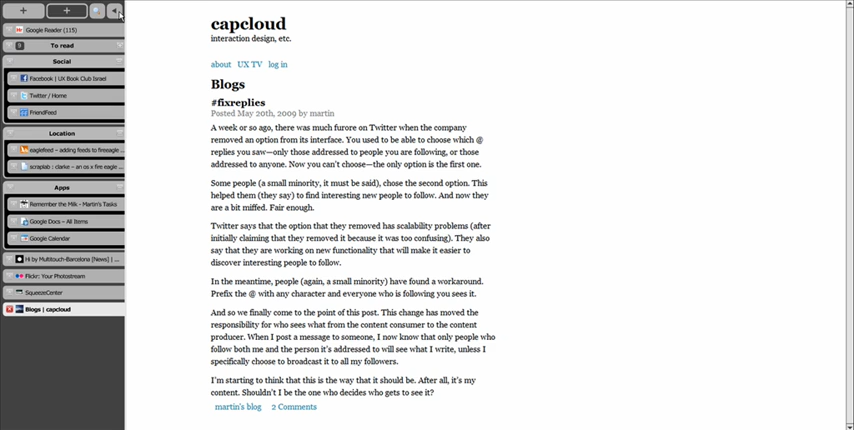 Google Reader (115)
9 To read
Social
Facebook | UX Book Club Israel
Twitter / Home
FriendFeed
Location
eaglefeed – adding feeds to fireeagle ...
scraplab : clarke – an os x fire eagle ...
Apps
Remember the Milk - Martin's Tasks
Google Docs – All Items
Google Calendar
Hi by Multitouch-Barcelona [News] | ...
Flickr: Your Photostream
SqueezeCenter
Blogs | capcloud
capcloud
interaction design, etc.
about UX TV log in
Blogs
#fixreplies
Posted May 20th, 2009 by martin
A week or so ago, there was much furore on Twitter when the company
removed an option from its interface. You used to be able to choose which @
replies you saw—only those addressed to people you are following, or those
addressed to anyone. Now you can't choose—the only option is the first one.
Some people (a small minority, it must be said), chose the second option. This
helped them (they say) to find interesting new people to follow. And now they
are a bit miffed. Fair enough.
Twitter says that the option that they removed has scalability problems (after
initially claiming that they removed it because it was too confusing). They also
say that they are working on new functionality that will make it easier to
discover interesting people to follow.
In the meantime, people (again, a small minority) have found a workaround.
Prefix the @ with any character and everyone who is following you sees it.
And so we finally come to the point of this post. This change has moved the
responsibility for who sees what from the content consumer to the content
producer. When I post a message to someone, I now know that only people who
follow both me and the person it's addressed to will see what I write, unless I
specifically choose to broadcast it to all my followers.
I'm starting to think that this is the way that it should be. After all, it's my
content. Shouldn't I be the one who decides who gets to see it?
martin's blog 2 Comments